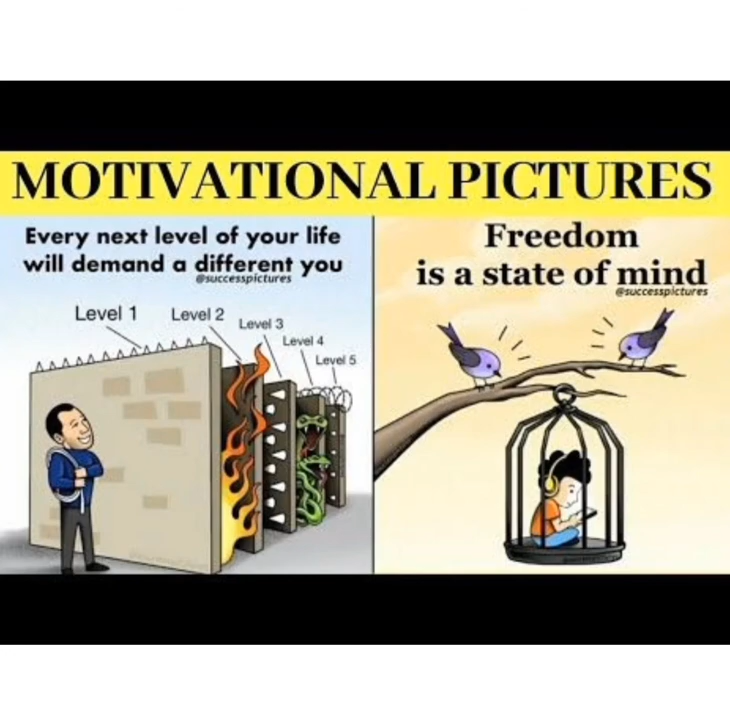 MOTIVATIONAL PICTURES
Every next level of your life
will demand a different you
@successpictures
Level 1
Level 2
Level 3
Level 4
Level 5
Freedom
is a state of mind
@successpictures